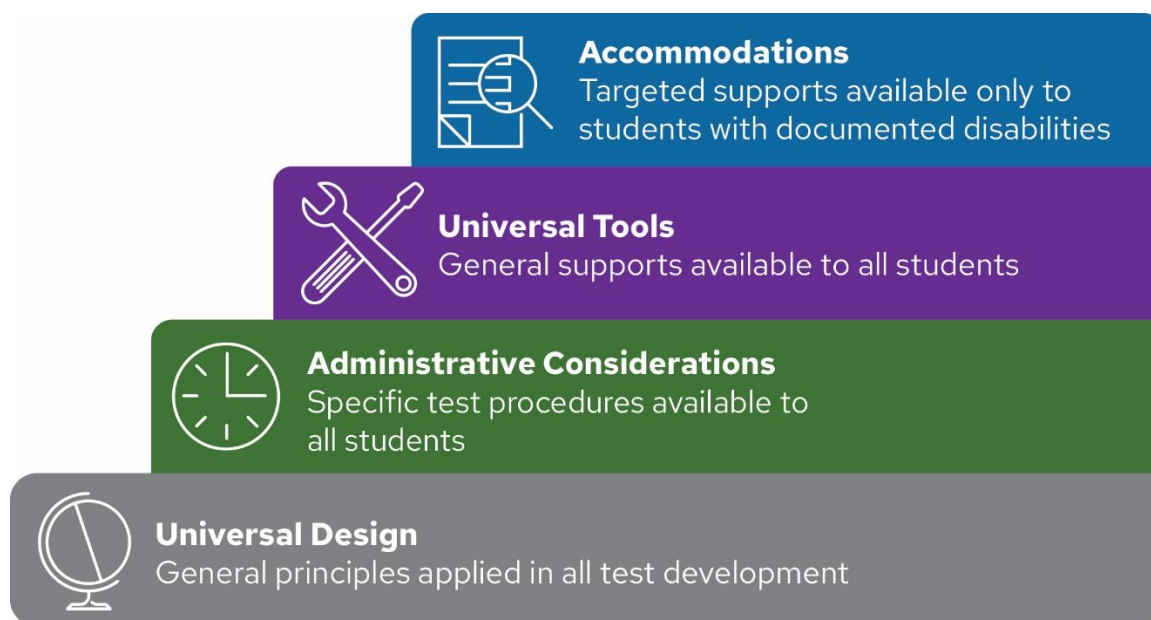 Accommodations
Targeted supports available only to
students with documented disabilities
Universal Tools
General supports available to all students
Administrative Considerations
Specific test procedures available to
all students
Universal Design
General principles applied in all test development